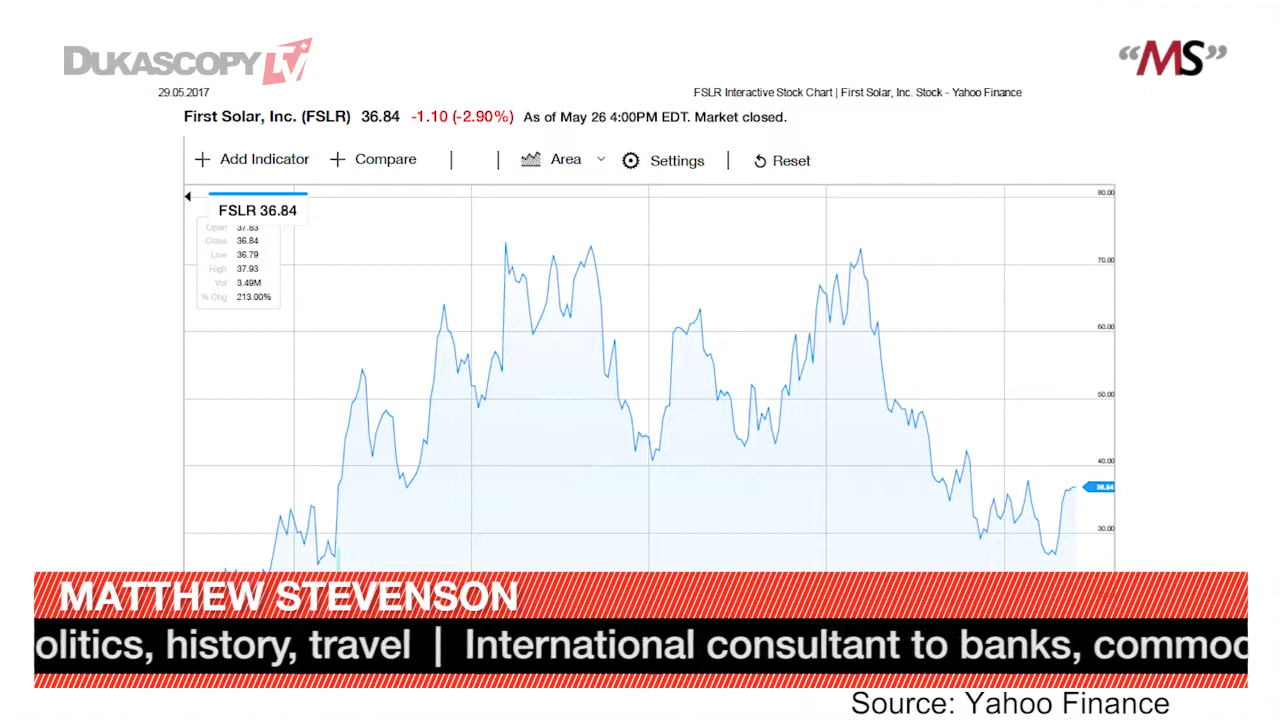 DUKASCOPY TV
“MS”
29.05.2017
FSLR Interactive Stock Chart | First Solar, Inc. Stock - Yahoo Finance
First Solar, Inc. (FSLR) 36.84 -1.10 (-2.90%) As of May 26 4:00PM EDT. Market closed.
Add Indicator Compare Area Settings Reset
FSLR 36.84
Open 37.83
Close 36.84
Low 36.79
High 37.93
Vol 3.49M
% Chg 213.00%
80.00
70.00
60.00
50.00
40.00
36.84
30.00
MATTHEW STEVENSON
olitics, history, travel | International consultant to banks, commod
Source: Yahoo Finance